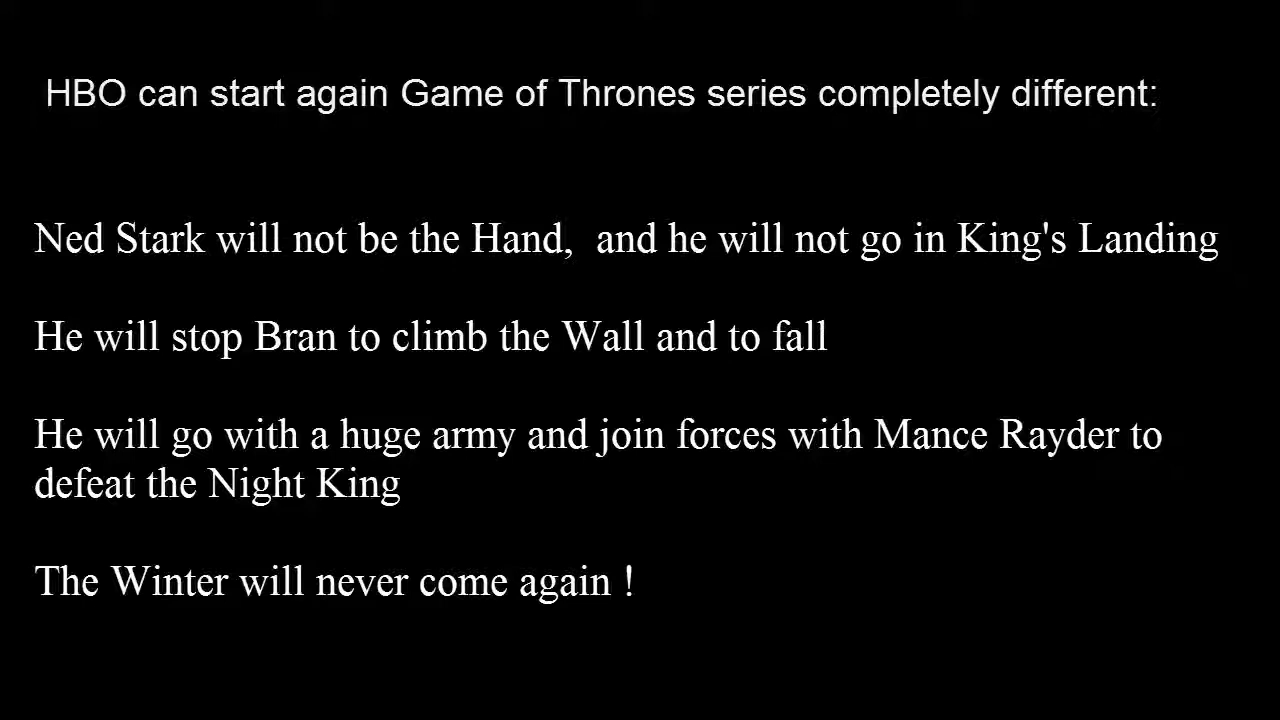 HBO can start again Game of Thrones series completely different:
Ned Stark will not be the Hand,  and he will not go in King's Landing
He will stop Bran to climb the Wall and to fall
He will go with a huge army and join forces with Mance Rayder to
defeat the Night King
The Winter will never come again !